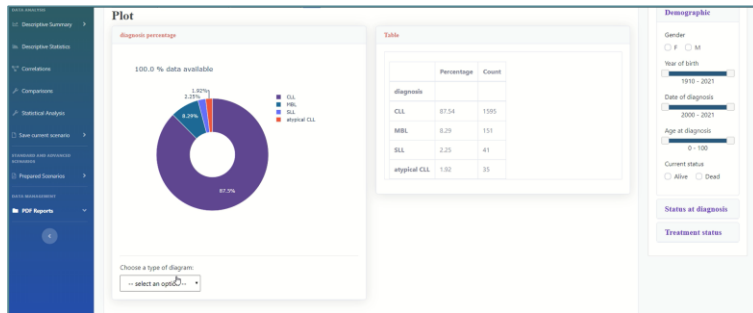 DATA ANALYSIS
Descriptive Summary
Descriptive Statistics
Correlations
Comparisons
Statistical Analysis
Save current scenario
STANDARD AND ADVANCED
SCENARIOS
Prepared Scenarios
DATA MANAGEMENT
PDF Reports
Plot
diagnosis percentage
100.0 % data available
1.92%
2.25%
8.29%
87.5%
CLL
MBL
SLL
atypical CLL
Choose a type of diagram:
-- select an option --
Table
Percentage Count
diagnosis
CLL 87.54 1595
MBL 8.29 151
SLL 2.25 41
atypical CLL 1.92 35
Demographic
Gender
F M
Year of birth
1910 - 2021
Date of diagnosis
2000 - 2021
Age at diagnosis
0 - 100
Current status
Alive Dead
Status at diagnosis
Treatment status